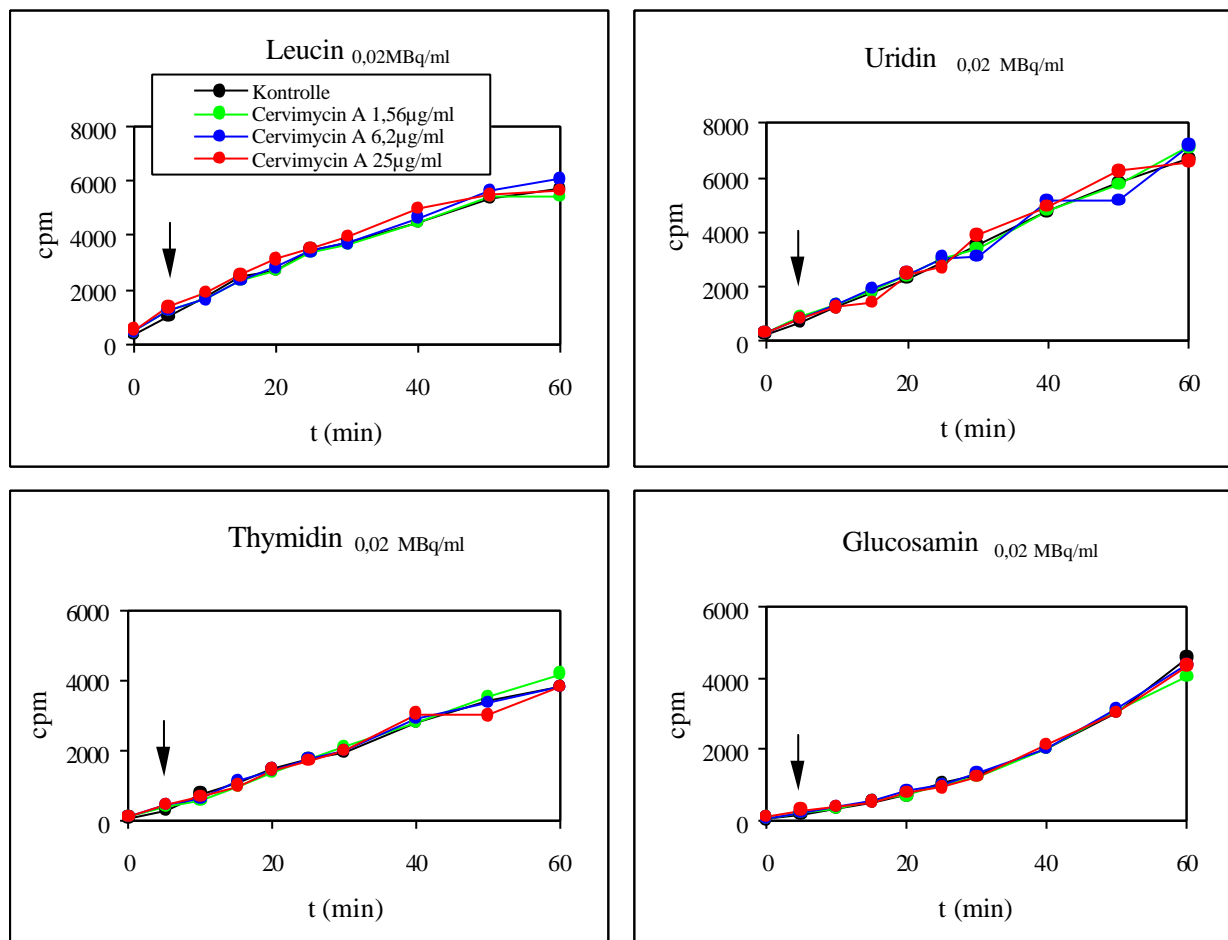 Leucin 0,02MBq/ml
Kontrolle
Cervimycin A 1,56µg/ml
Cervimycin A 6,2µg/ml
Cervimycin A 25µg/ml
8000
6000
4000
2000
0
cpm
0 20 40 60
t (min)
Uridin 0,02 MBq/ml
8000
6000
4000
2000
0
cpm
0 20 40 60
t (min)
Thymidin 0,02 MBq/ml
6000
4000
2000
0
cpm
0 20 40 60
t (min)
Glucosamin 0,02 MBq/ml
6000
4000
2000
0
cpm
0 20 40 60
t (min)